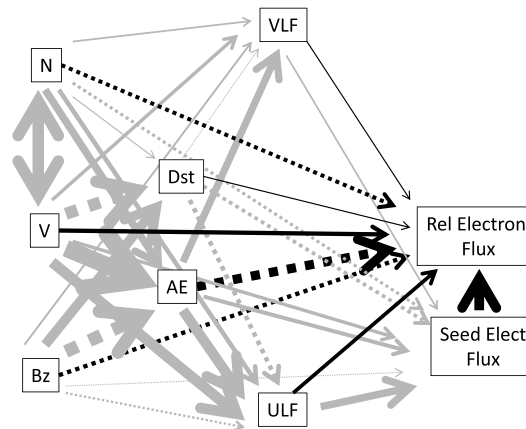 VLF
N
Dst
V
Rel Electron
Flux
AE
Seed Elect
Flux
Bz
ULF